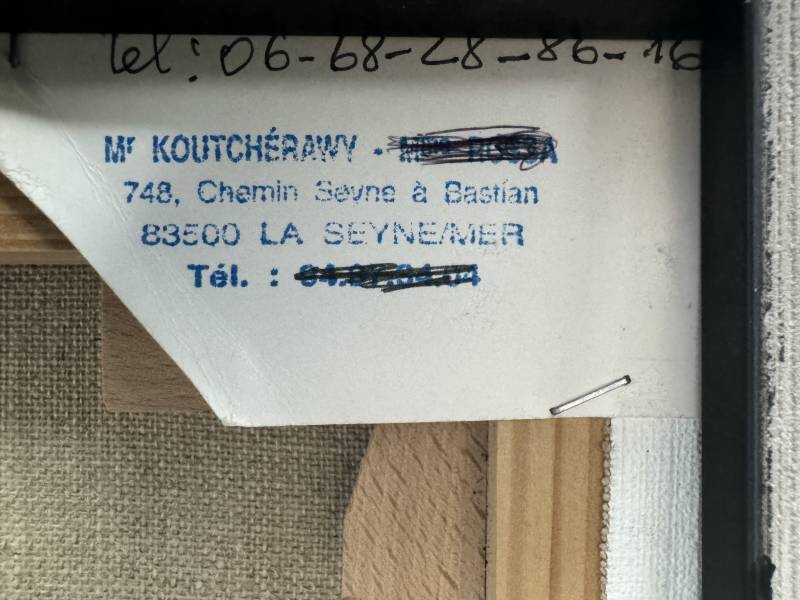 Tel: 06-68-28-86-16
Mr KOUTCHÉRAWY -
748, Chemin Seyne à Bastian
83500 LA SEYNE/MER
Tél. :